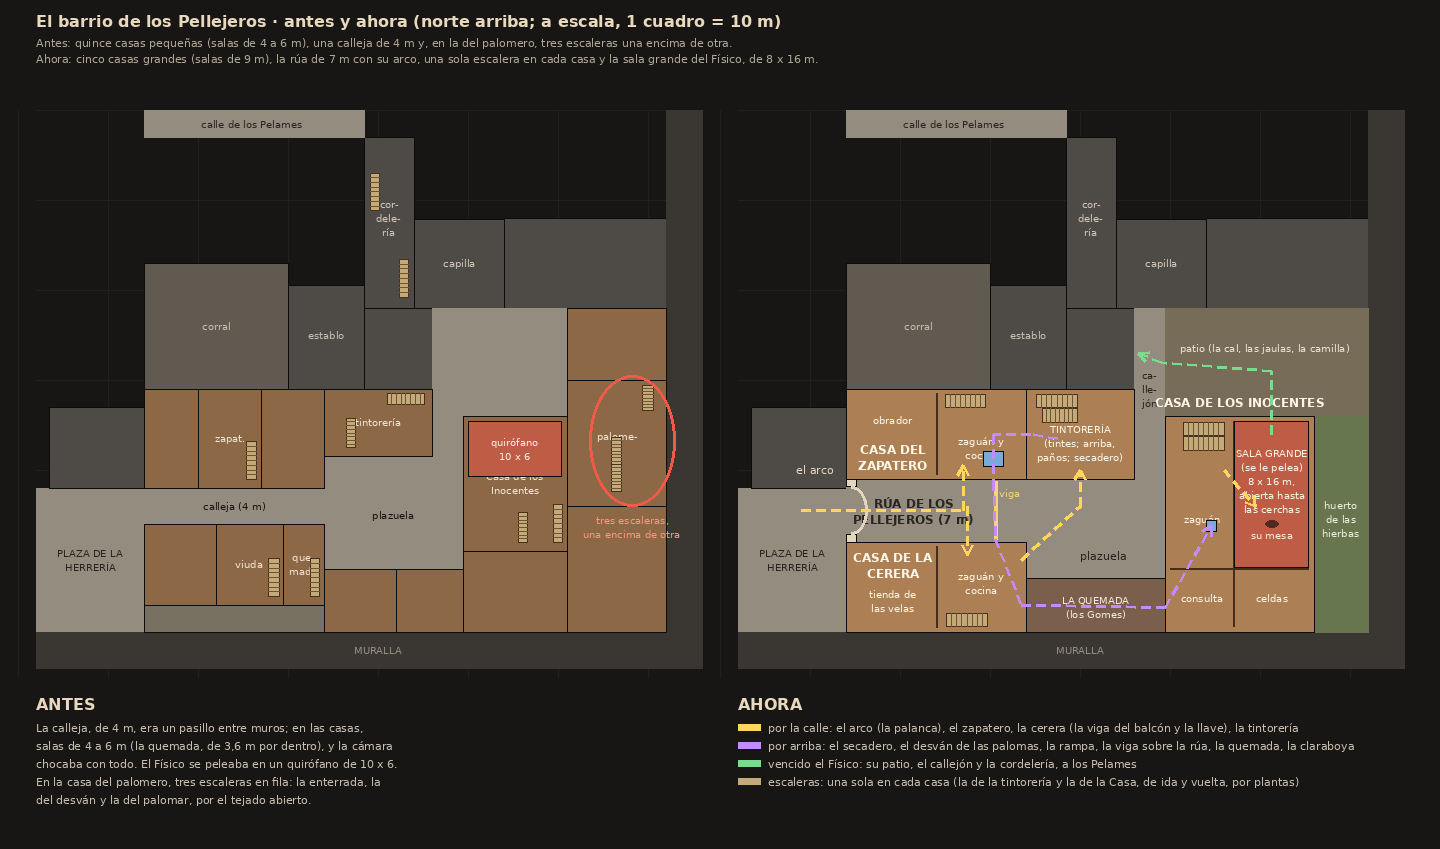 El barrio de los Pellejeros · antes y ahora (norte arriba; a escala, 1 cuadro = 10 m)
Antes: quince casas pequeñas (salas de 4 a 6 m), una calleja de 4 m y, en la del palomero, tres escaleras una encima de otra.
Ahora: cinco casas grandes (salas de 9 m), la rúa de 7 m con su arco, una sola escalera en cada casa y la sala grande del Físico, de 8 x 16 m.
calle de los Pelames
cor-
dele-
ría
capilla
corral
establo
zapat.
tintorería
palome-
quirófano
10 x 6
Casa de los
Inocentes
calleja (4 m)
plazuela
tres escaleras,
una encima de otra
PLAZA DE LA
HERRERÍA
viuda
que-
mad
MURALLA
calle de los Pelames
cor-
dele-
ría
capilla
corral
establo
patio (la cal, las jaulas, la camilla)
ca-
lle-
jón
CASA DE LOS INOCENTES
obrador
CASA DEL
ZAPATERO
zaguán y
TINTORERÍA
(tintes; arriba,
paños; secadero)
el arco
viga
RÚA DE LOS
PELLEJEROS (7 m)
SALA GRANDE
(se le pelea)
8 x 16 m,
abierta hasta
las cerchas
su mesa
zaguán
huerto
de las
hierbas
PLAZA DE LA
HERRERÍA
plazuela
CASA DE LA
CERERA
tienda de
las velas
zaguán y
cocina
LA QUEMADA
(los Gomes)
consulta
celdas
MURALLA
ANTES
La calleja, de 4 m, era un pasillo entre muros; en las casas,
salas de 4 a 6 m (la quemada, de 3,6 m por dentro), y la cámara
chocaba con todo. El Físico se peleaba en un quirófano de 10 x 6.
En la casa del palomero, tres escaleras en fila: la enterrada, la
del desván y la del palomar, por el tejado abierto.
AHORA
por la calle: el arco (la palanca), el zapatero, la cerera (la viga del balcón y la llave), la tintorería
por arriba: el secadero, el desván de las palomas, la rampa, la viga sobre la rúa, la quemada, la claraboya
vencido el Físico: su patio, el callejón y la cordelería, a los Pelames
escaleras: una sola en cada casa (la de la tintorería y la de la Casa, de ida y vuelta, por plantas)